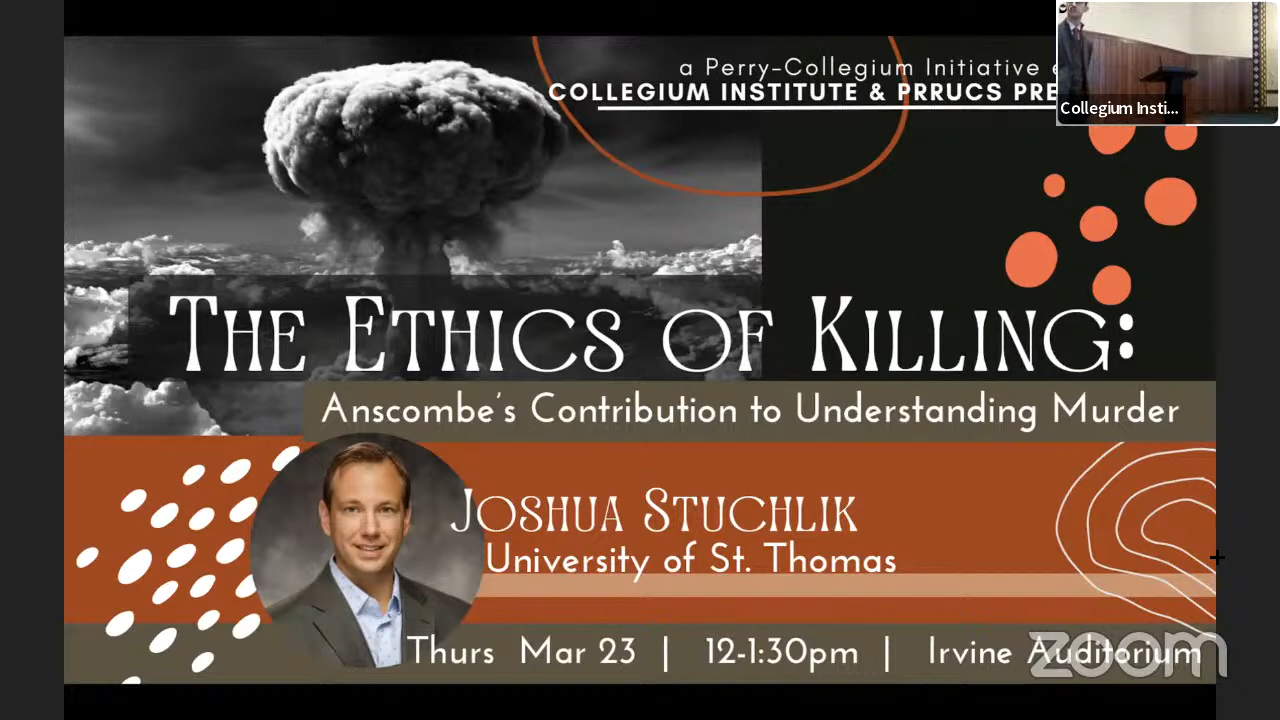 a Perry-Collegium Initiative
COLLEGIUM INSTITUTE & PRRUCS
Collegium Insti...
THE ETHICS OF KILLING:
Anscombe's Contribution to Understanding Murder
JOSHUA STUCHLIK
University of St. Thomas
Thurs Mar 23 | 12-1:30pm | Irvine Auditorium
zoom